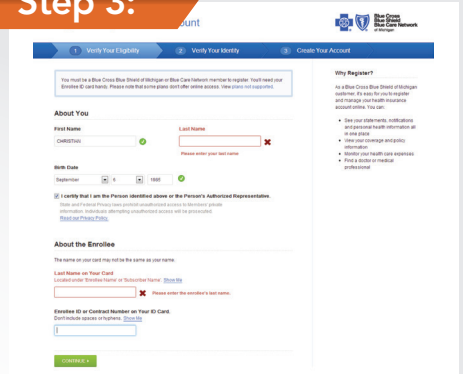 Step 3:
ount
Blue Cross
Blue Shield
Blue Care Network
of Michigan
1 Verify Your Eligibility
2 Verify Your Identity
3 Create Your Account
You must be a Blue Cross Blue Shield of Michigan or Blue Care Network member to register. You'll need your
Enrollee ID card handy. Please note that some plans don't offer online access. View plans not supported.
About You
First Name
Last Name
CHRISTINO
Please enter your last name
Birth Date
September 6 1995
I certify that I am the Person identified above or the Person's Authorized Representative.
State and Federal Privacy laws prohibit unauthorized access to Members' private
information. Individuals attempting unauthorized access will be prosecuted.
Read our Privacy Policy.
About the Enrollee
The name on your card may not be the same as your name.
Last Name on Your Card
Located under 'Enrollee Name' or 'Subscriber Name'. Show Me
Please enter the enrollee's last name.
Enrollee ID or Contract Number on Your ID Card.
Don't include spaces or hyphens. Show Me
CONTINUE
Why Register?
As a Blue Cross Blue Shield of Michigan
customer, it's easy for you to register
and manage your health insurance
account online. You can:
• See your statements, notifications
and personal health information all
in one place
• View your coverage and policy
information
• Monitor your health care expenses
• Find a doctor or medical
professional